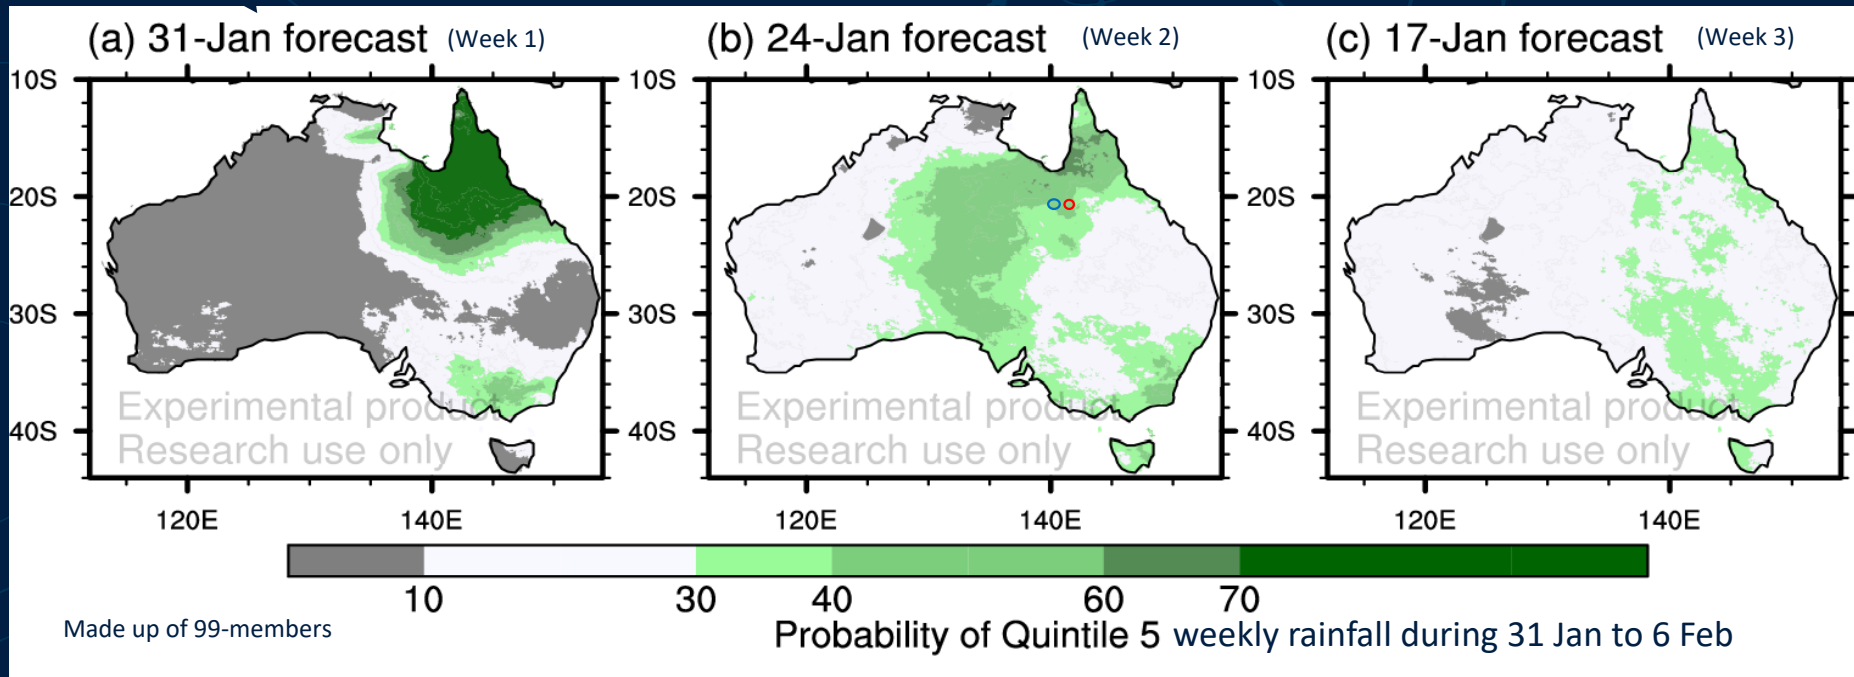 (a) 31-Jan forecast (Week 1)
(b) 24-Jan forecast (Week 2)
(c) 17-Jan forecast (Week 3)
10S 10S 10S
20S 20S 20S
30S 30S 30S
40S 40S 40S
Experimental product
Research use only
Experimental product
Research use only
Experimental product
Research use only
120E 140E 120E 140E 120E 140E
10 30 40 60 70
Made up of 99-members
Probability of Quintile 5 weekly rainfall during 31 Jan to 6 Feb